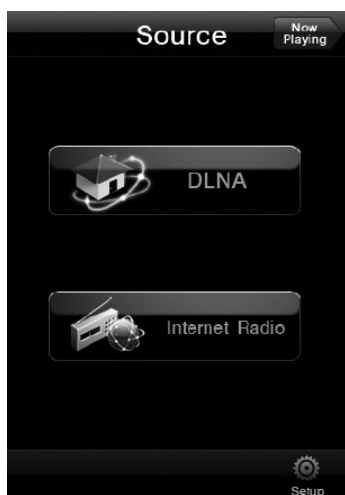 Source
Now
Playing
DLNA
Internet Radio
Setup